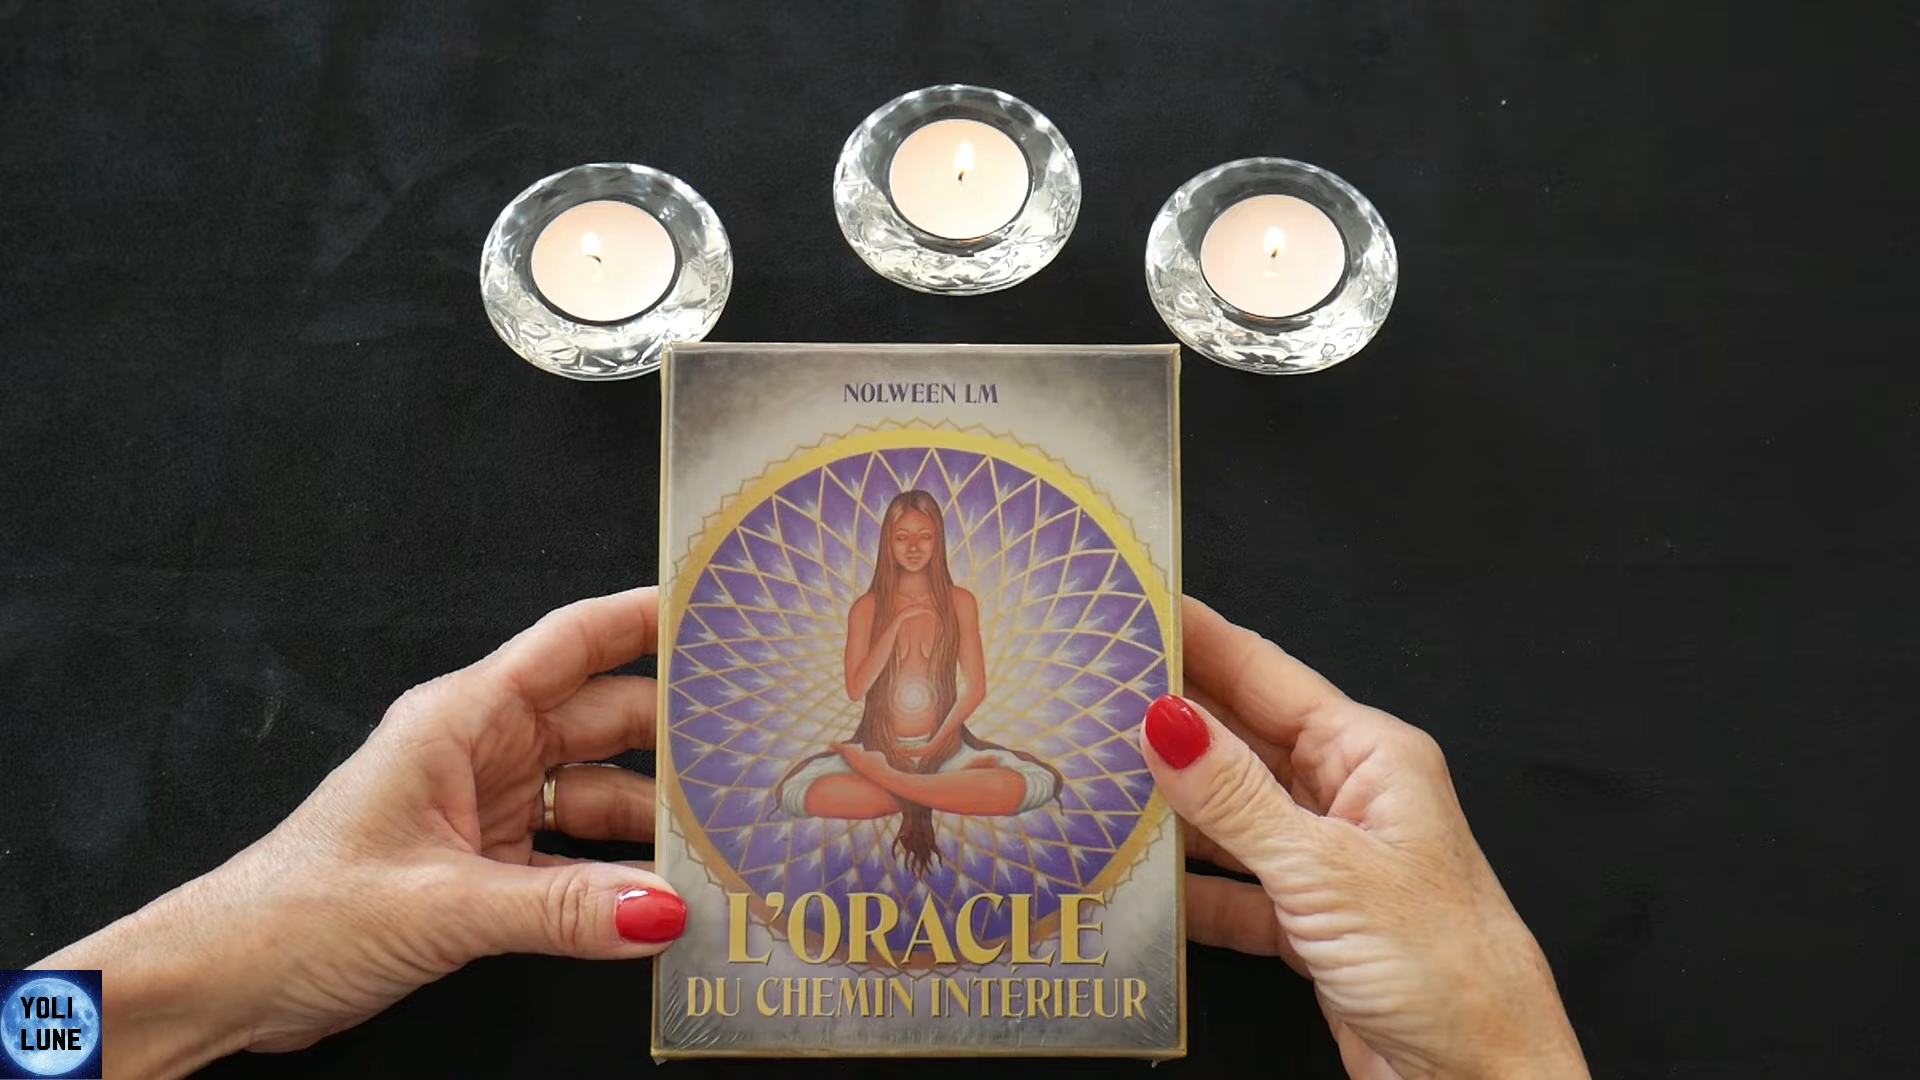 NOLWEEN LM
L'ORACLE
DU CHEMIN INTÉRIEUR
YOLI
LUNE